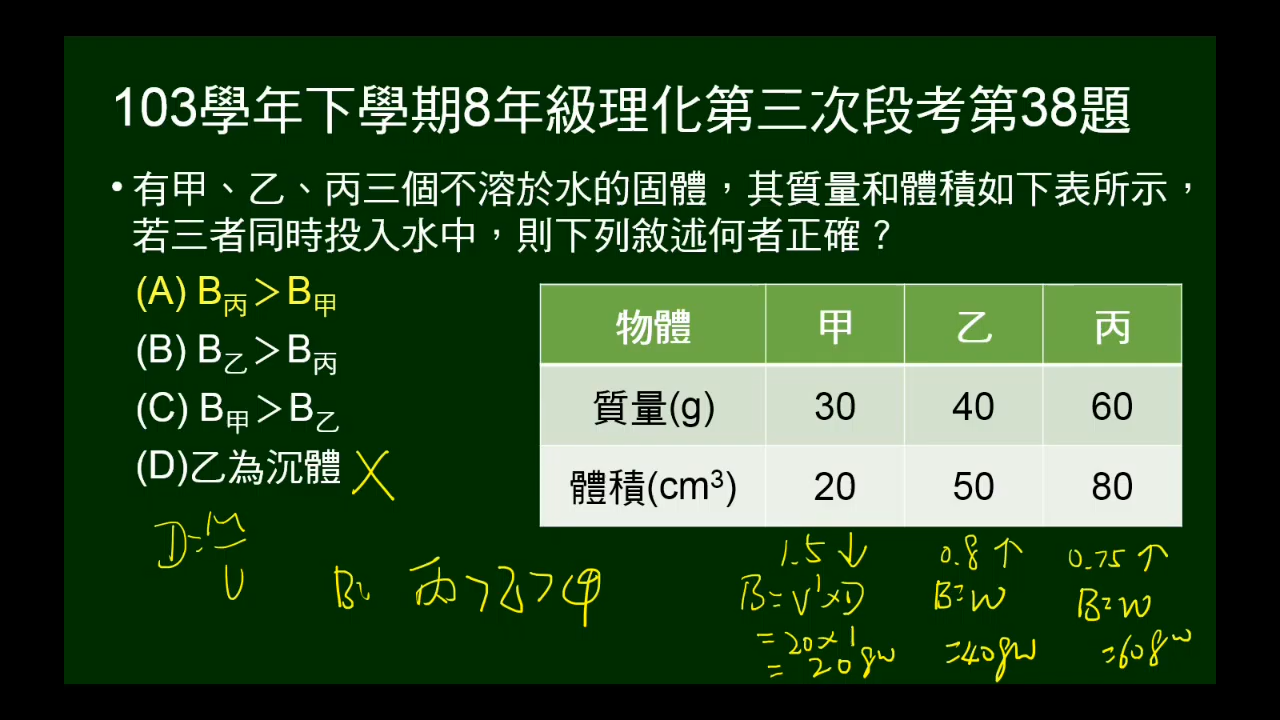 103學年下學期8年級理化第三次段考第38題
•有甲、乙、丙三個不溶於水的固體，其質量和體積如下表所示，
若三者同時投入水中，則下列敘述何者正確？
(A) B丙＞B甲
(B) B乙＞B丙
(C) B甲＞B乙
(D)乙為沉體 X
物體 甲 乙 丙
質量(g) 30 40 60
體積(cm³) 20 50 80
D=M/V
B: 丙>乙>甲
1.5↓ 0.8↑ 0.75↑
B=V'×D B=W B=W
=20×1 =40gw =60gw
=20gw